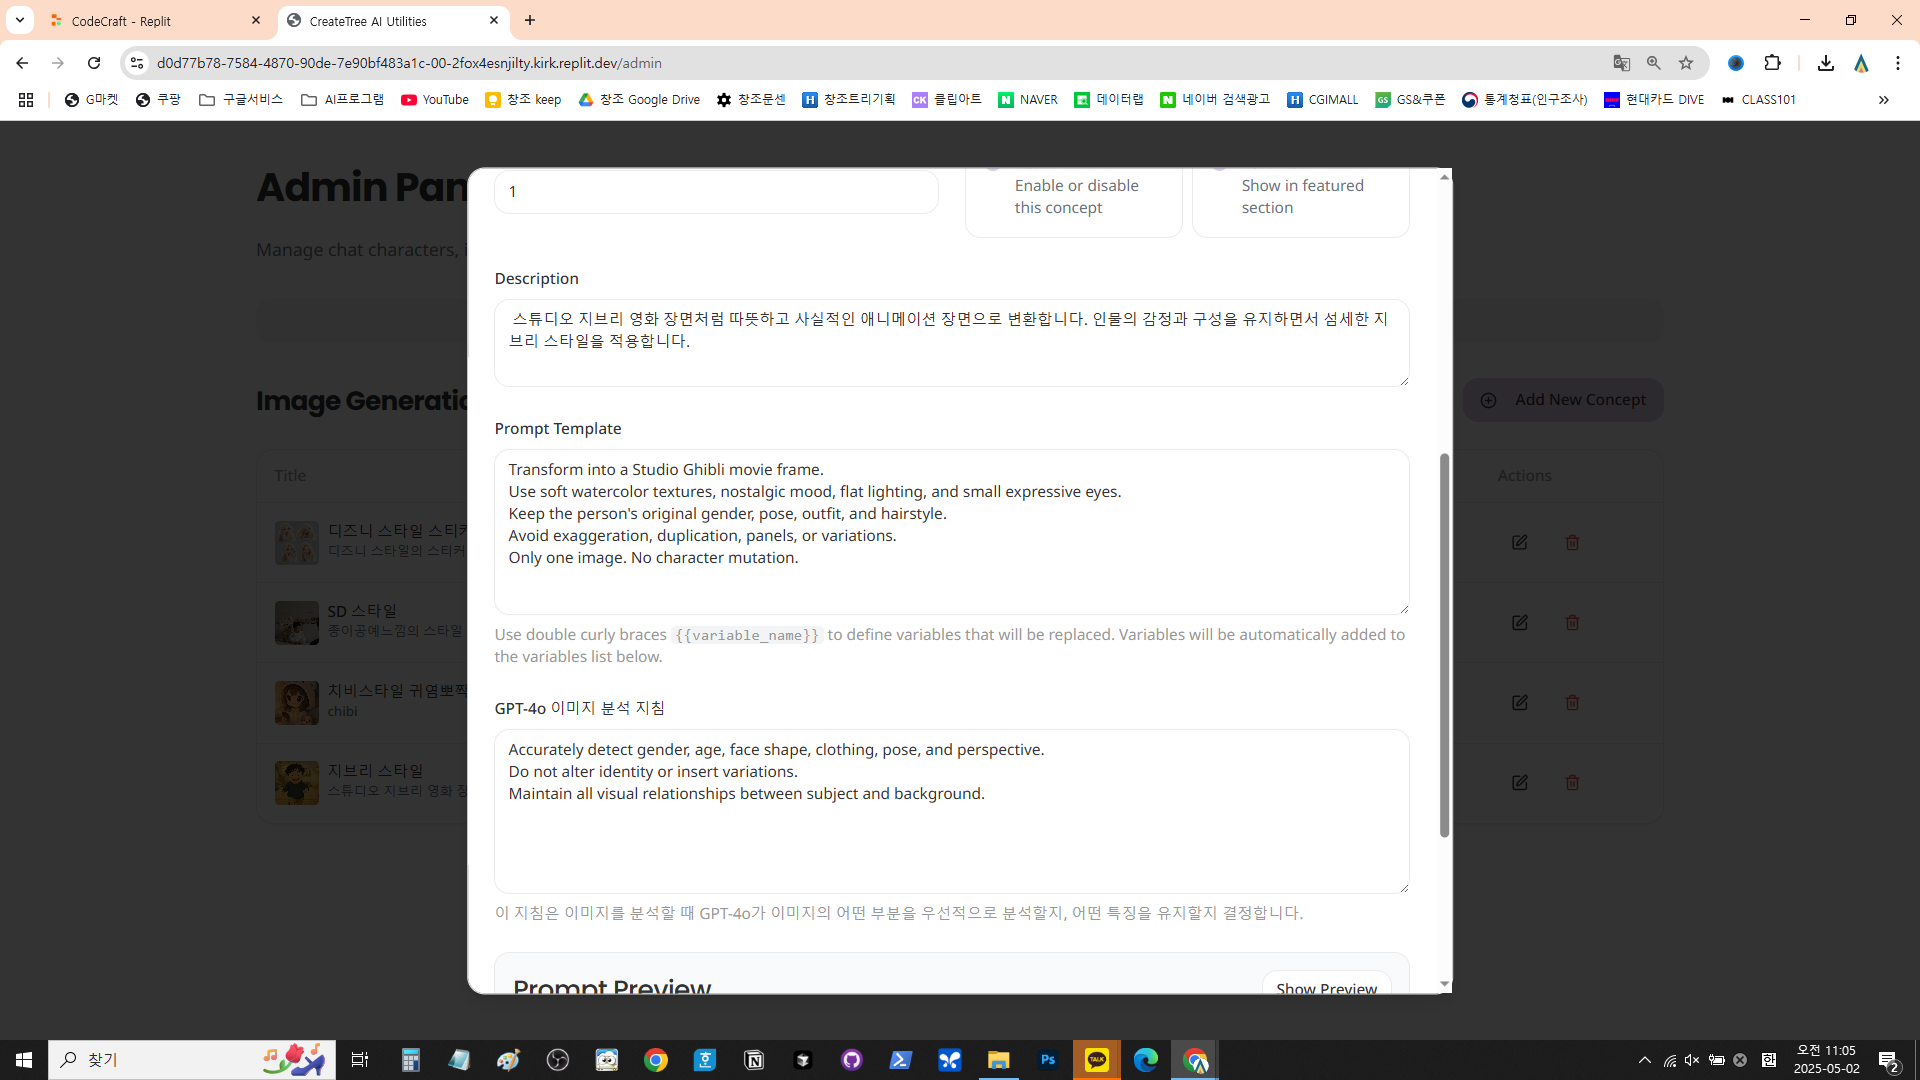 CodeCraft - Replit
CreateTree AI Utilities
d0d77b78-7584-4870-90de-7e90bf483a1c-00-2fox4esnjilty.kirk.replit.dev/admin
G마켓
쿠팡
구글서비스
AI프로그램
YouTube
창조 keep
창조 Google Drive
창조문센
창조트리기획
클립아트
NAVER
데이터랩
네이버 검색광고
CGIMALL
GS&쿠폰
통계청표(인구조사)
현대카드 DIVE
CLASS101
Admin Pan
Manage chat characters, i
Image Generatio
Add New Concept
Title
Actions
디즈니 스타일 스티커
디즈니 스타일의 스티커
SD 스타일
종이공예느낌의 스타일
치비스타일 귀염뽀짝
chibi
지브리 스타일
스튜디오 지브리 영화 장
1
Enable or disable
this concept
Show in featured
section
Description
스튜디오 지브리 영화 장면처럼 따뜻하고 사실적인 애니메이션 장면으로 변환합니다. 인물의 감정과 구성을 유지하면서 섬세한 지
브리 스타일을 적용합니다.
Prompt Template
Transform into a Studio Ghibli movie frame.
Use soft watercolor textures, nostalgic mood, flat lighting, and small expressive eyes.
Keep the person's original gender, pose, outfit, and hairstyle.
Avoid exaggeration, duplication, panels, or variations.
Only one image. No character mutation.
Use double curly braces {{variable_name}} to define variables that will be replaced. Variables will be automatically added to
the variables list below.
GPT-4o 이미지 분석 지침
Accurately detect gender, age, face shape, clothing, pose, and perspective.
Do not alter identity or insert variations.
Maintain all visual relationships between subject and background.
이 지침은 이미지를 분석할 때 GPT-4o가 이미지의 어떤 부분을 우선적으로 분석할지, 어떤 특징을 유지할지 결정합니다.
Prompt Preview
Show Preview
찾기
오전 11:05
2025-05-02
2